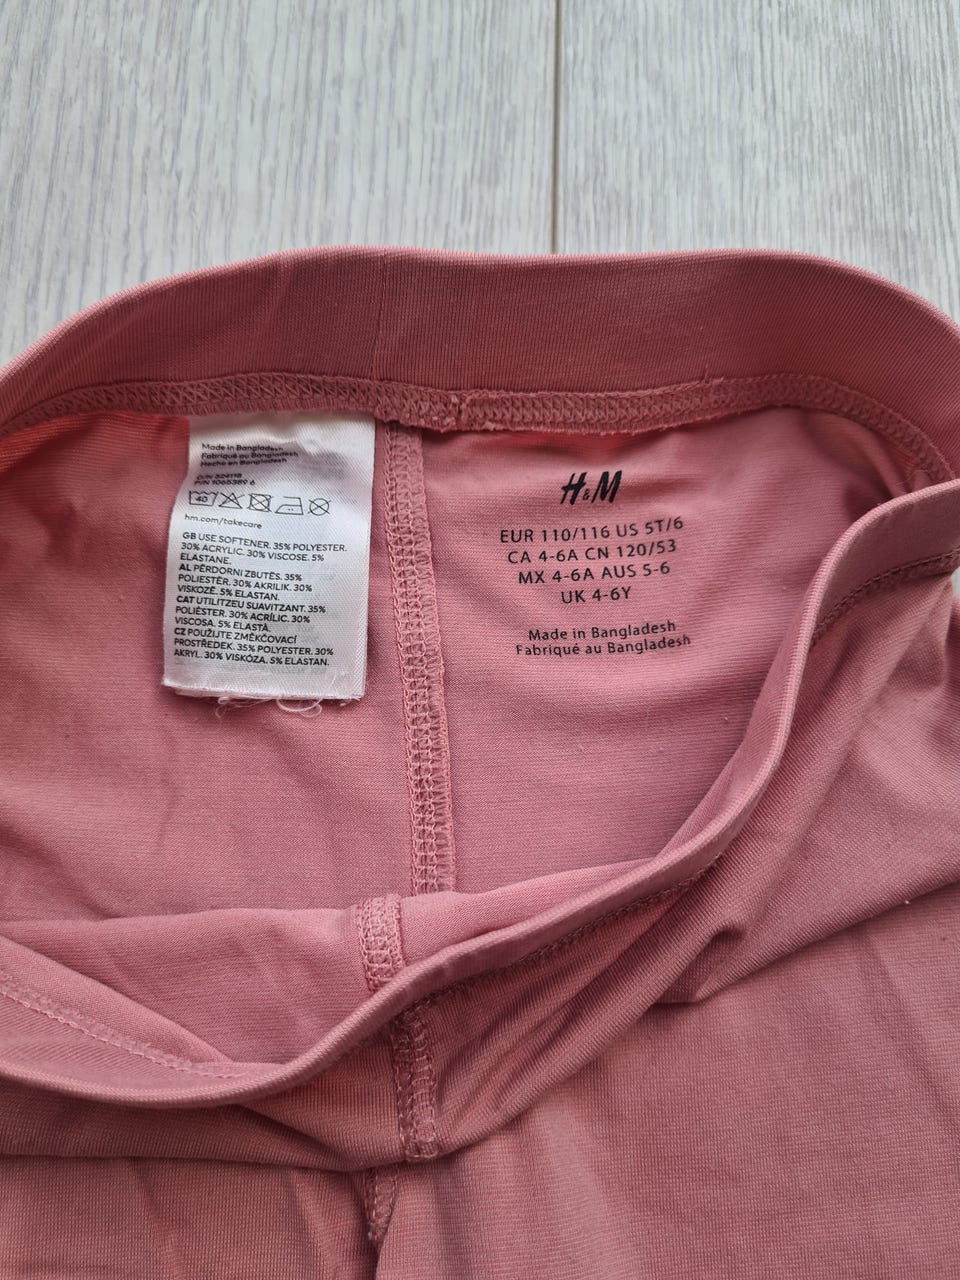 Made in Bangladesh
Fabriqué au Bangladesh
Hecho en Bangladesh
O/N 524118
P/N 1065389 6
40
hm.com/takecare
GB USE SOFTENER. 35% POLYESTER.
30% ACRYLIC. 30% VISCOSE. 5%
ELASTANE.
AL PËRDORNI ZBUTËS. 35%
POLIESTËR. 30% AKRILIK. 30%
VISKOZË. 5% ELASTAN.
CAT UTILITZEU SUAVITZANT. 35%
POLIÈSTER. 30% ACRÍLIC. 30%
VISCOSA. 5% ELASTÀ.
CZ POUŽIJTE ZMĚKČOVACÍ
PROSTŘEDEK. 35% POLYESTER. 30%
AKRYL. 30% VISKÓZA. 5% ELASTAN.
H&M
EUR 110/116 US 5T/6
CA 4-6A CN 120/53
MX 4-6A AUS 5-6
UK 4-6Y
Made in Bangladesh
Fabriqué au Bangladesh